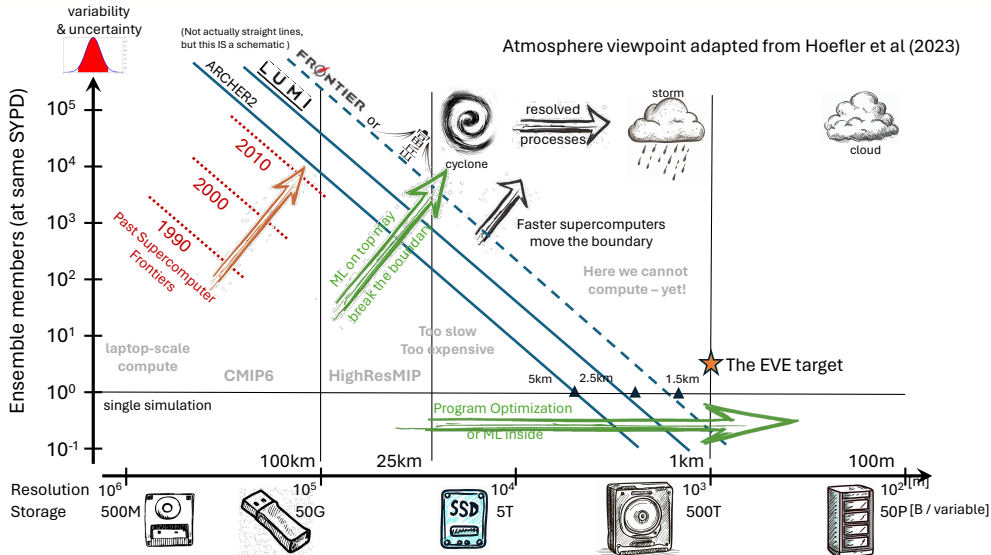 variability
& uncertainty
(Not actually straight lines,
but this IS a schematic )
Atmosphere viewpoint adapted from Hoefler et al (2023)
Ensemble members (at same SYPD)
10^5
10^4
10^3
10^2
10^1
10^0
10^-1
ARCHER2
LUMI
FRONTIER
or
cyclone
resolved
processes
storm
cloud
2010
2000
1990
Past Supercomputer
Frontiers
ML on top may
break the boundary
Faster supercomputers
move the boundary
Here we cannot
compute – yet!
Too slow
Too expensive
laptop-scale
compute
CMIP6
HighResMIP
The EVE target
5km
2.5km
1.5km
single simulation
Program Optimization
or ML inside
100km
25km
1km
100m
Resolution
10^6
10^5
10^4
10^3
10^2 [m]
Storage
500M
50G
SSD
5T
500T
50P
[B / variable]